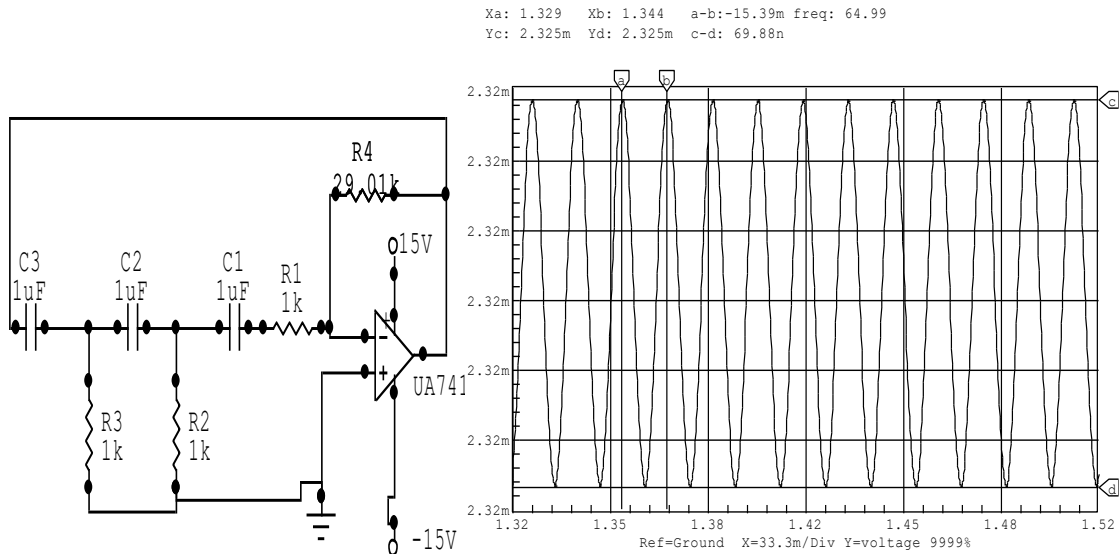 Xa: 1.329 Xb: 1.344 a-b:-15.39m freq: 64.99
Yc: 2.325m Yd: 2.325m c-d: 69.88n
a b
2.32m
c
2.32m
2.32m
2.32m
2.32m
2.32m
d
2.32m
1.32 1.35 1.38 1.42 1.45 1.48 1.52
Ref=Ground X=33.3m/Div Y=voltage 9999%
R4
29.01k
15V
C3
1uF
C2
1uF
C1
1uF
R1
1k
+
-
+
UA741
R3
1k
R2
1k
-15V